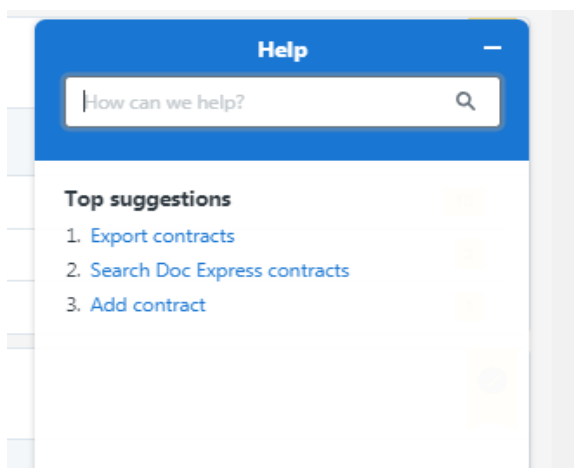 Help
How can we help?
Top suggestions
1. Export contracts
2. Search Doc Express contracts
3. Add contract